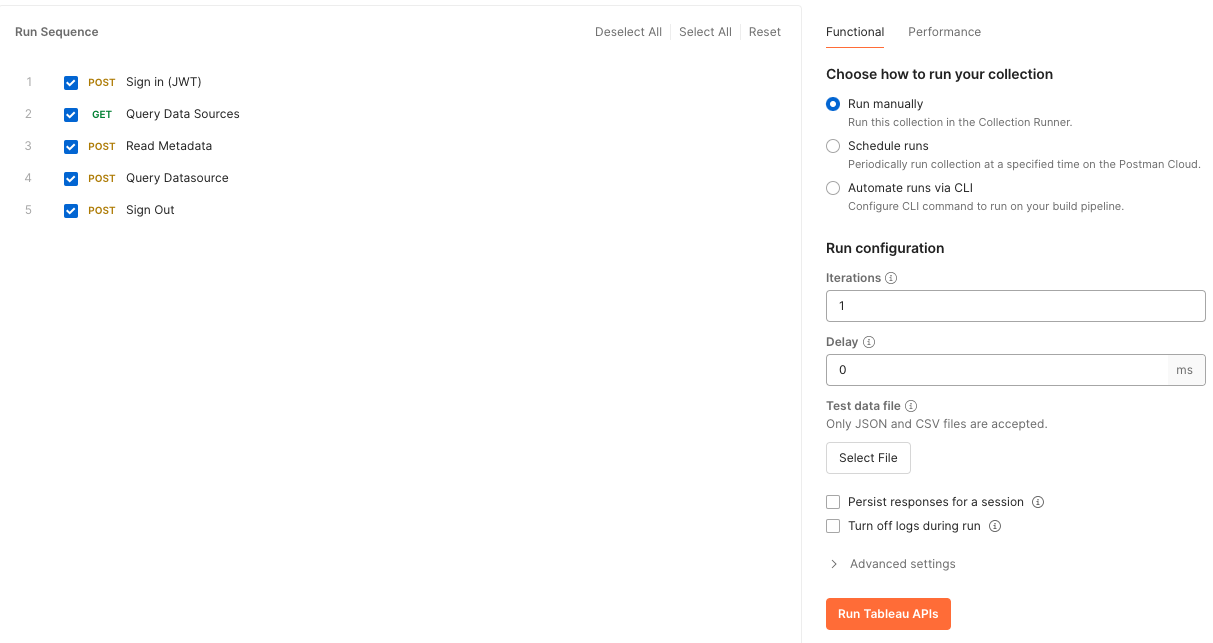 Run Sequence
Deselect All
Select All
Reset
1 POST Sign in (JWT)
2 GET Query Data Sources
3 POST Read Metadata
4 POST Query Datasource
5 POST Sign Out
Functional
Performance
Choose how to run your collection
Run manually
Run this collection in the Collection Runner.
Schedule runs
Periodically run collection at a specified time on the Postman Cloud.
Automate runs via CLI
Configure CLI command to run on your build pipeline.
Run configuration
Iterations
1
Delay
0 ms
Test data file
Only JSON and CSV files are accepted.
Select File
Persist responses for a session
Turn off logs during run
Advanced settings
Run Tableau APIs